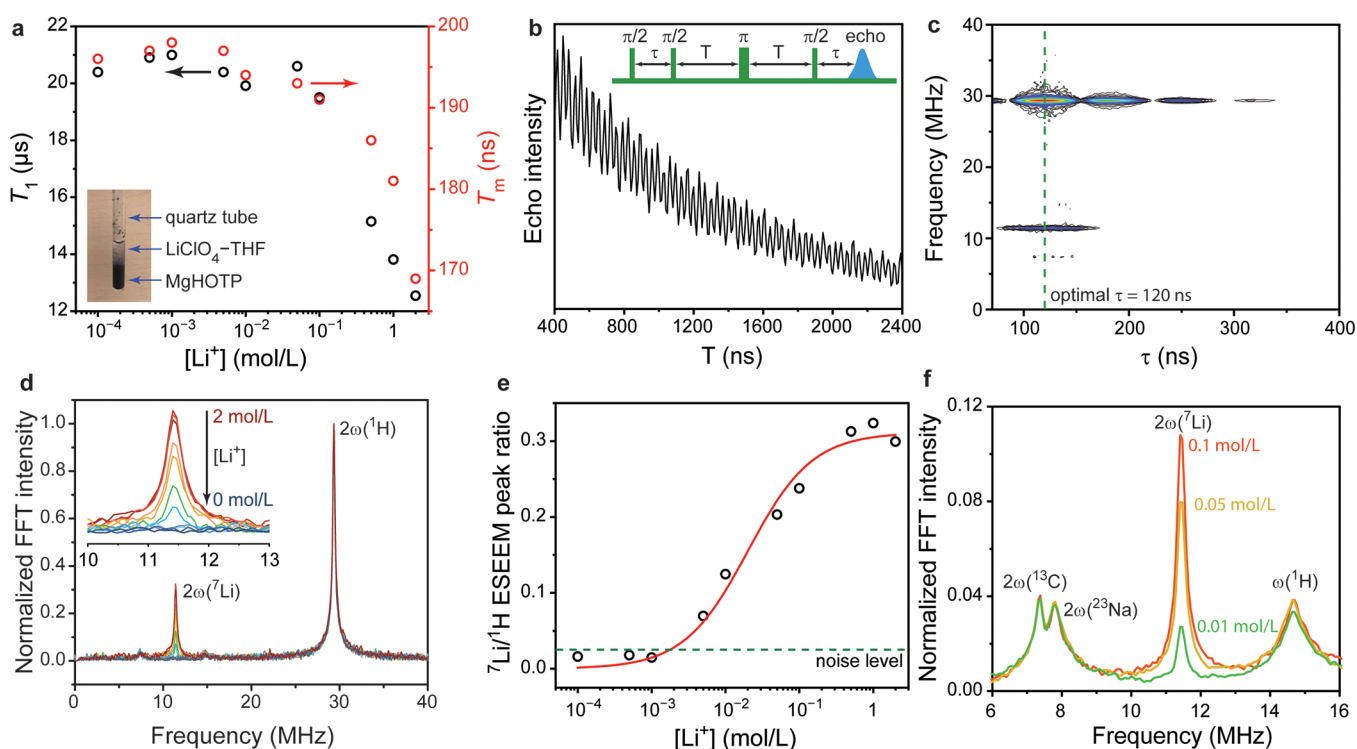 a
22
21
20
18
16
14
12
T₁ (µs)
200
190
180
170
Tₘ (ns)
10⁻⁴
10⁻³
10⁻²
10⁻¹
1
[Li⁺] (mol/L)
quartz tube
LiClO₄−THF
MgHOTP
b
π/2 π/2 π π/2 echo
τ T T τ
Echo intensity
400 800 1200 1600 2000 2400
T (ns)
c
40
30
20
10
0
Frequency (MHz)
optimal τ = 120 ns
100 200 300 400
τ (ns)
d
1.0
0.8
0.6
0.4
0.2
0.0
Normalized FFT intensity
2 mol/L
[Li⁺]
0 mol/L
10 11 12 13
2ω(¹H)
2ω(⁷Li)
0 10 20 30 40
Frequency (MHz)
e
0.3
0.2
0.1
0.0
⁷Li/¹H ESEEM peak ratio
noise level
10⁻⁴ 10⁻³ 10⁻² 10⁻¹ 1
[Li⁺] (mol/L)
f
0.12
0.08
0.04
0.00
Normalized FFT intensity
2ω(⁷Li)
0.1 mol/L
0.05 mol/L
2ω(¹³C)
2ω(²³Na)
ω(¹H)
0.01 mol/L
6 8 10 12 14 16
Frequency (MHz)